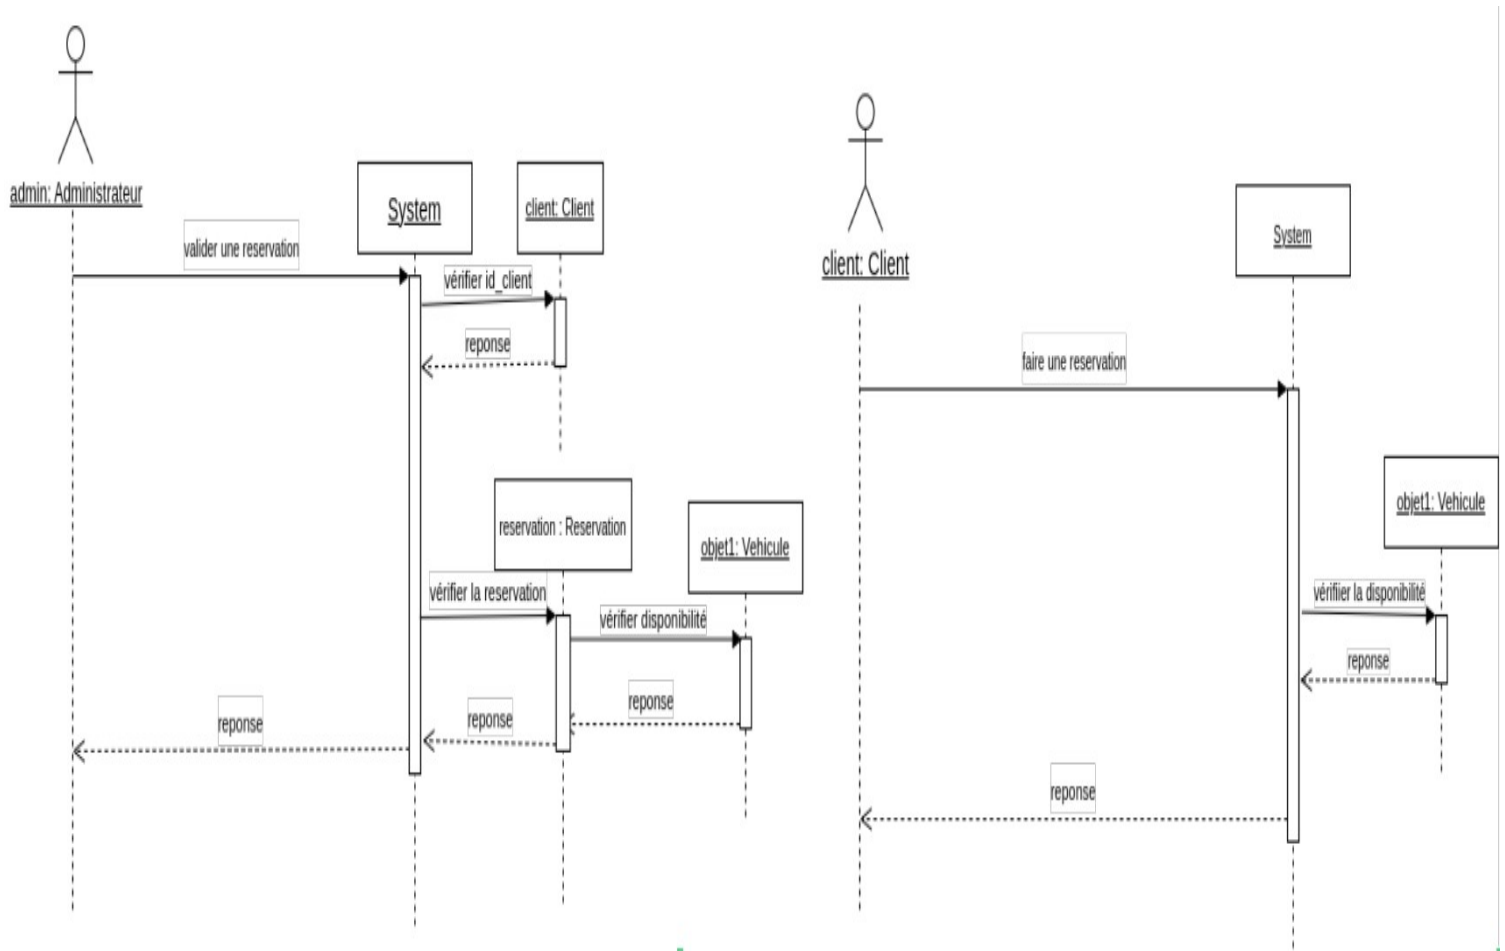 admin: Administrateur
System
client: Client
valider une reservation
vérifier id_client
reponse
reservation : Reservation
objet1: Vehicule
vérifier la reservation
vérifier disponibilité
reponse
reponse
reponse
client: Client
System
faire une reservation
objet1: Vehicule
vérifiier la disponibilité
reponse
reponse